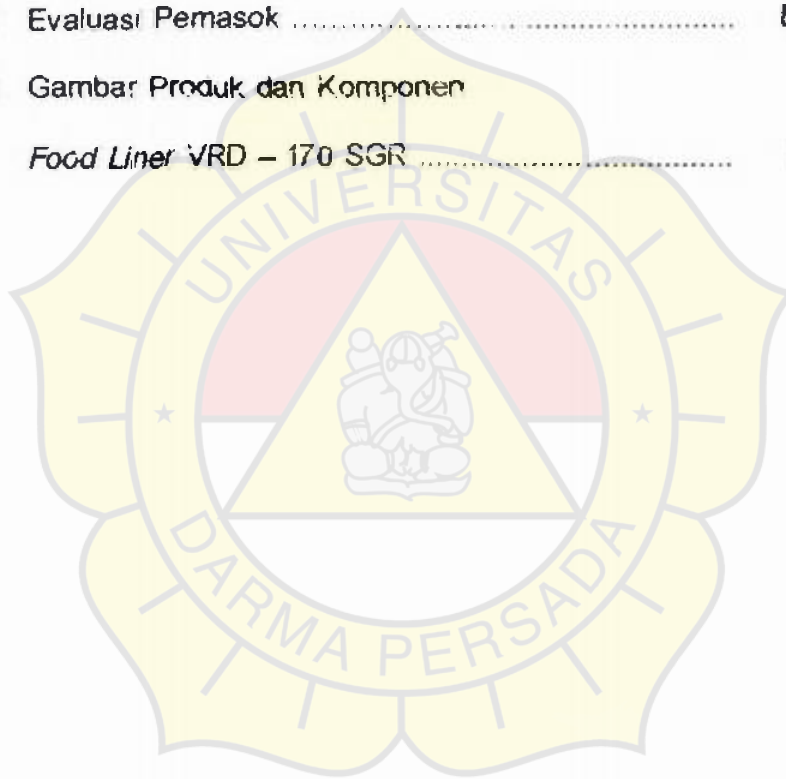 Evaluasi Pemasok ....................................................
Gambar Produk dan Komponen
Food Liner VRD – 170 SGR .....................................
UNIVERSITAS
DARMA PERSADA